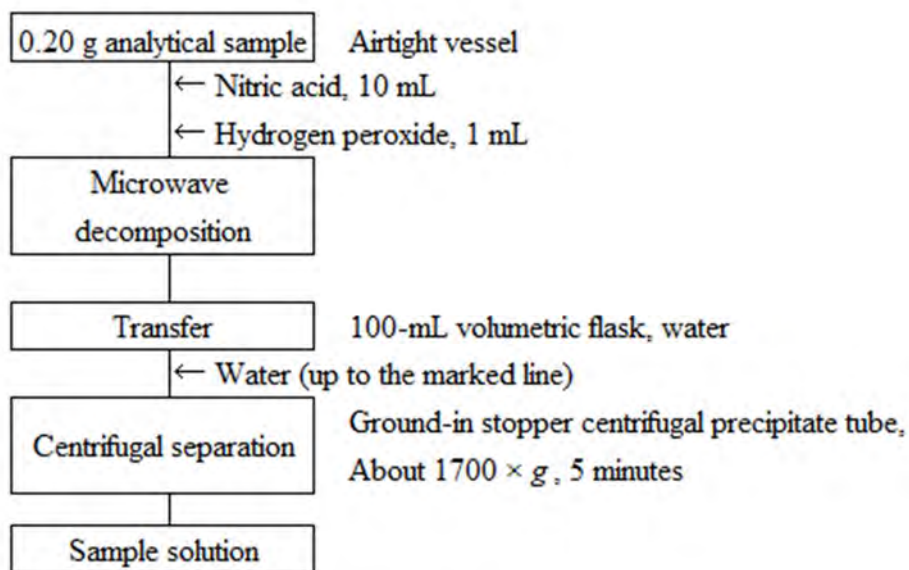 0.20 g analytical sample Airtight vessel
← Nitric acid, 10 mL
← Hydrogen peroxide, 1 mL
Microwave
decomposition
Transfer 100-mL volumetric flask, water
← Water (up to the marked line)
Centrifugal separation
Ground-in stopper centrifugal precipitate tube,
About 1700 × g , 5 minutes
Sample solution